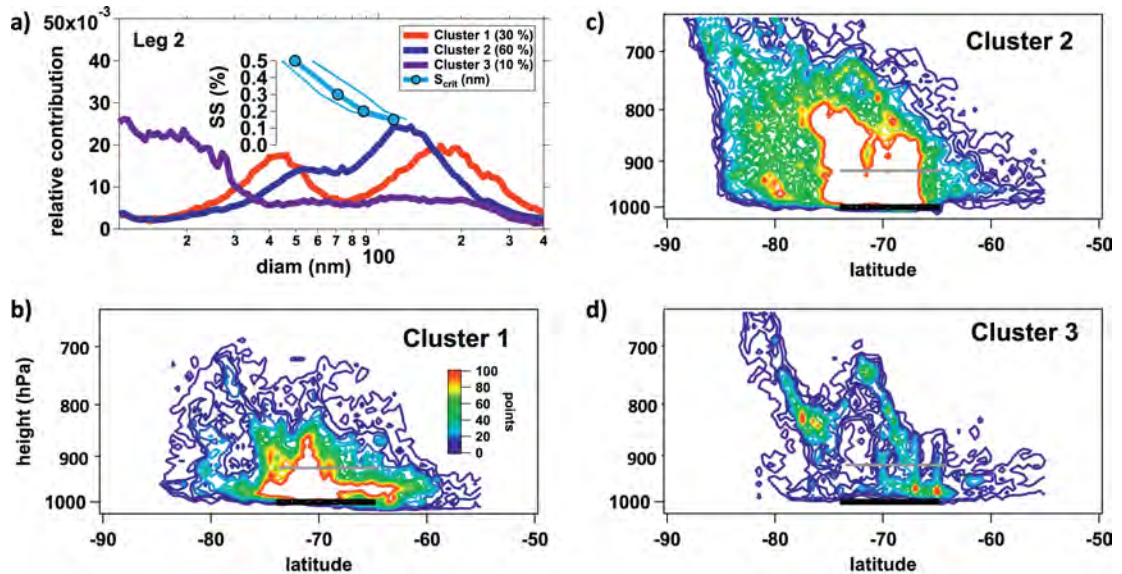 a)
Leg 2
50x10⁻³
40
30
20
10
0
relative contribution
2
3
4
5
6
7
8
9
100
2
3
4
diam (nm)
Cluster 1 (30 %)
Cluster 2 (60 %)
Cluster 3 (10 %)
Scrit (nm)
0.5
0.4
0.3
0.2
0.1
0.0
SS (%)
c)
Cluster 2
700
800
900
1000
-90
-80
-70
-60
-50
latitude
b)
Cluster 1
700
800
900
1000
height (hPa)
100
80
60
40
20
0
points
-90
-80
-70
-60
-50
latitude
d)
Cluster 3
700
800
900
1000
-90
-80
-70
-60
-50
latitude